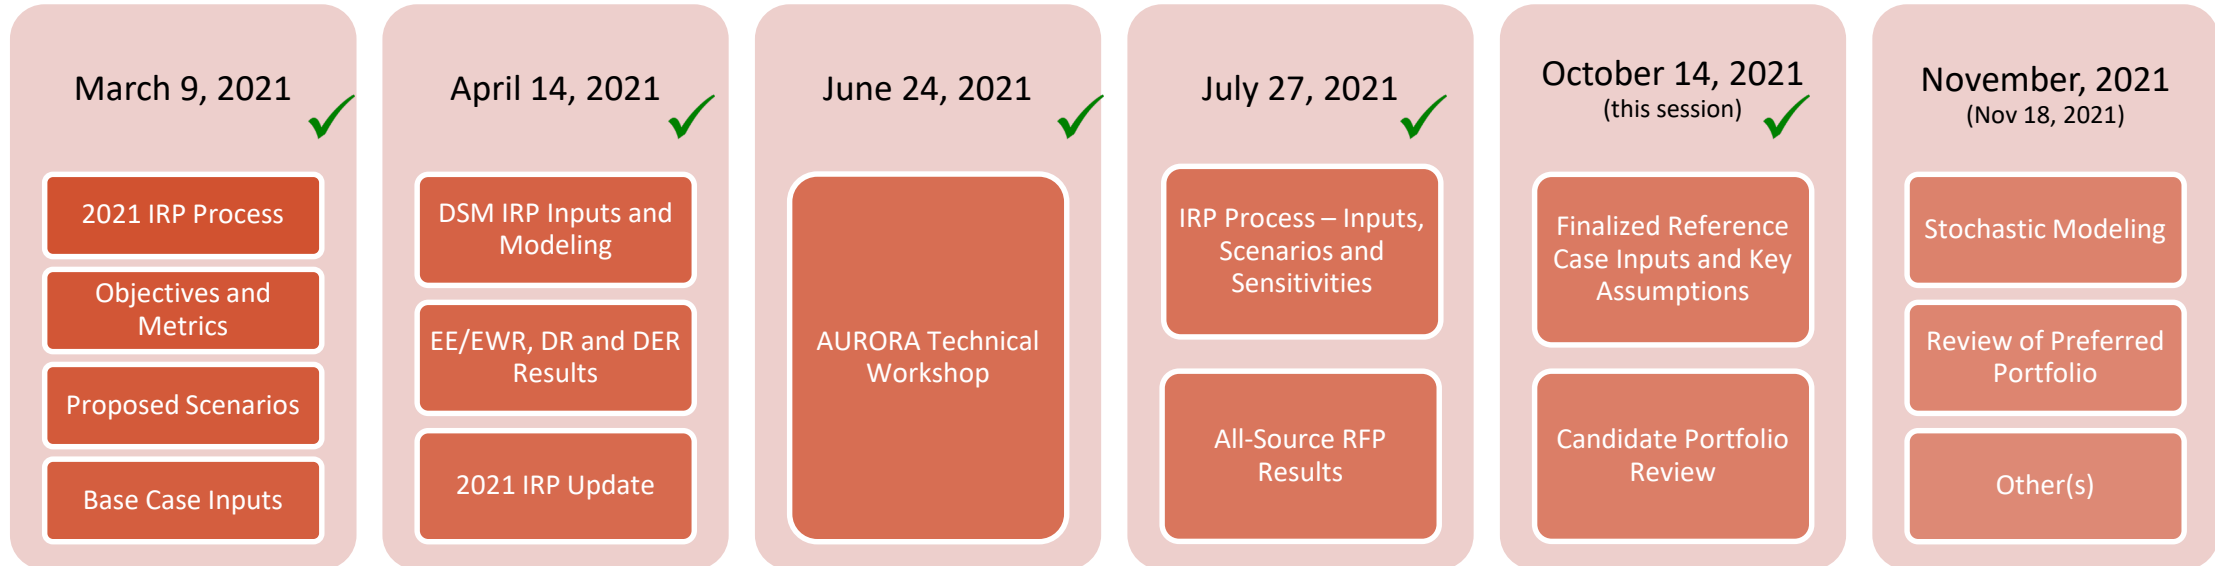 March 9, 2021
2021 IRP Process
Objectives and
Metrics
Proposed Scenarios
Base Case Inputs
April 14, 2021
DSM IRP Inputs and
Modeling
EE/EWR, DR and DER
Results
2021 IRP Update
June 24, 2021
AURORA Technical
Workshop
July 27, 2021
IRP Process – Inputs,
Scenarios and
Sensitivities
All-Source RFP
Results
October 14, 2021
(this session)
Finalized Reference
Case Inputs and Key
Assumptions
Candidate Portfolio
Review
November, 2021
(Nov 18, 2021)
Stochastic Modeling
Review of Preferred
Portfolio
Other(s)